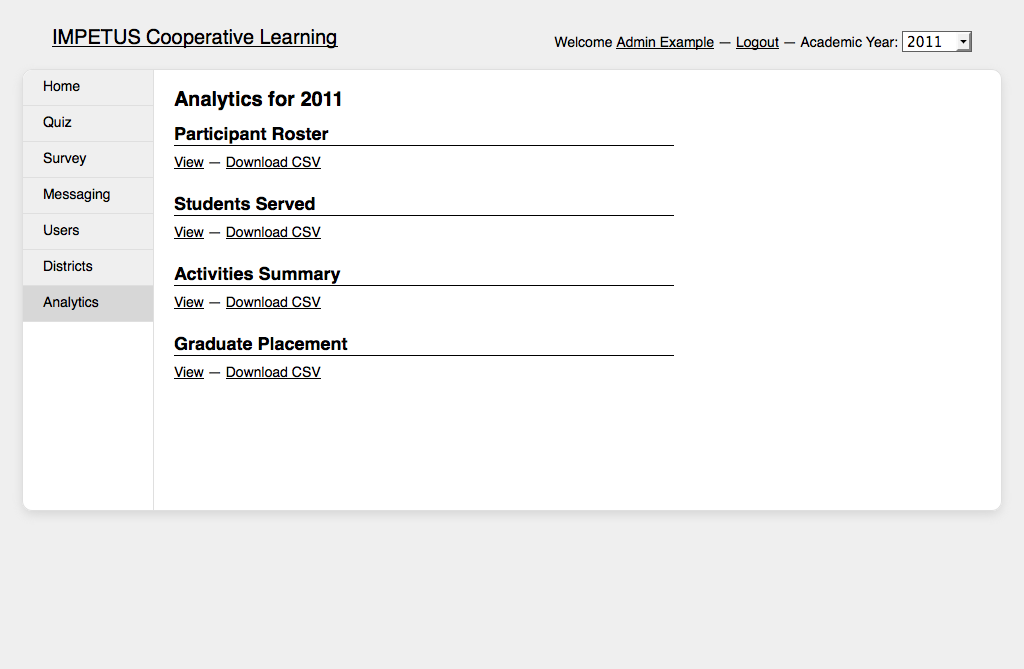 IMPETUS Cooperative Learning
Welcome Admin Example — Logout — Academic Year: 2011
Home
Quiz
Survey
Messaging
Users
Districts
Analytics
Analytics for 2011
Participant Roster
View — Download CSV
Students Served
View — Download CSV
Activities Summary
View — Download CSV
Graduate Placement
View — Download CSV